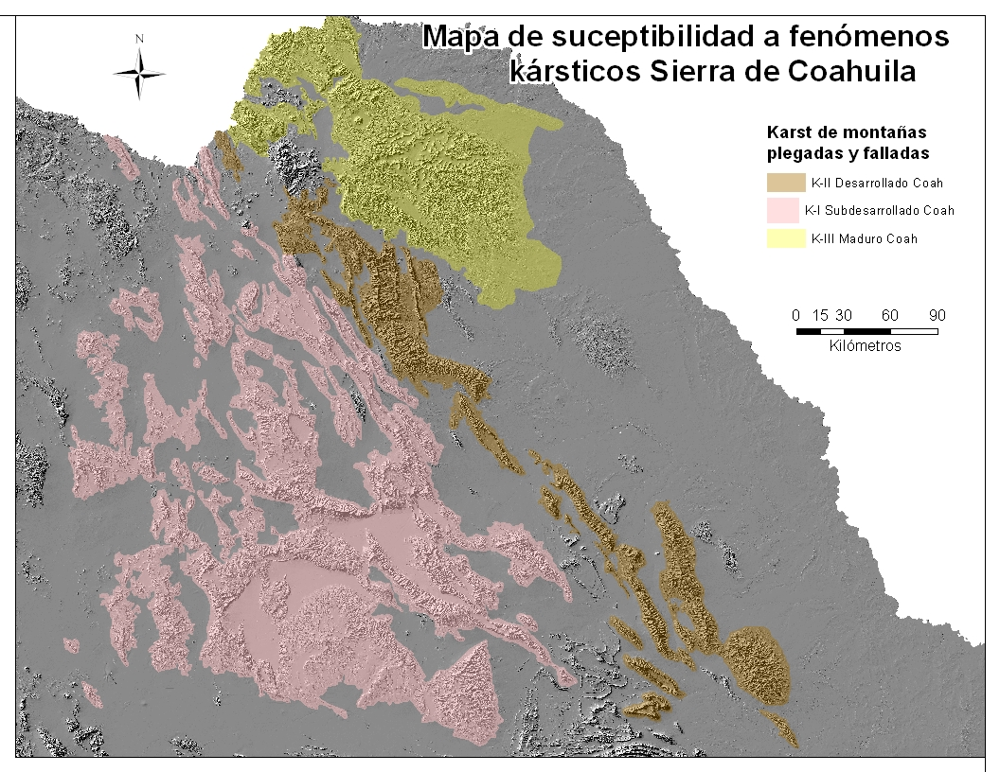 Mapa de suceptibilidad a fenómenos
kársticos Sierra de Coahuila
N
Karst de montañas
plegadas y falladas
K-II Desarrollado Coah
K-I Subdesarrollado Coah
K-III Maduro Coah
0 15 30 60 90
Kilómetros